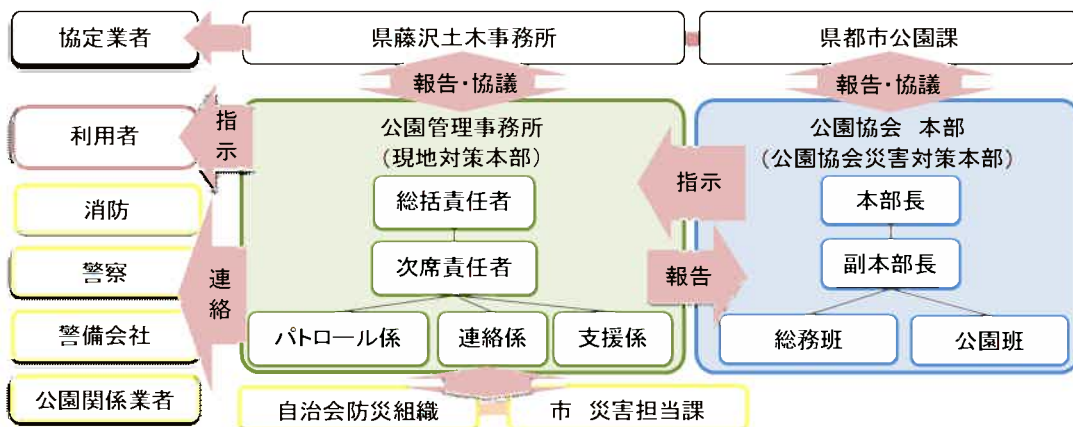 協定業者
県藤沢土木事務所
県都市公園課
報告・協議
報告・協議
利用者
指示
公園管理事務所
(現地対策本部)
総括責任者
次席責任者
パトロール係
連絡係
支援係
指示
報告
公園協会 本部
(公園協会災害対策本部)
本部長
副本部長
総務班
公園班
消防
警察
警備会社
公園関係業者
連絡
自治会防災組織
市 災害担当課